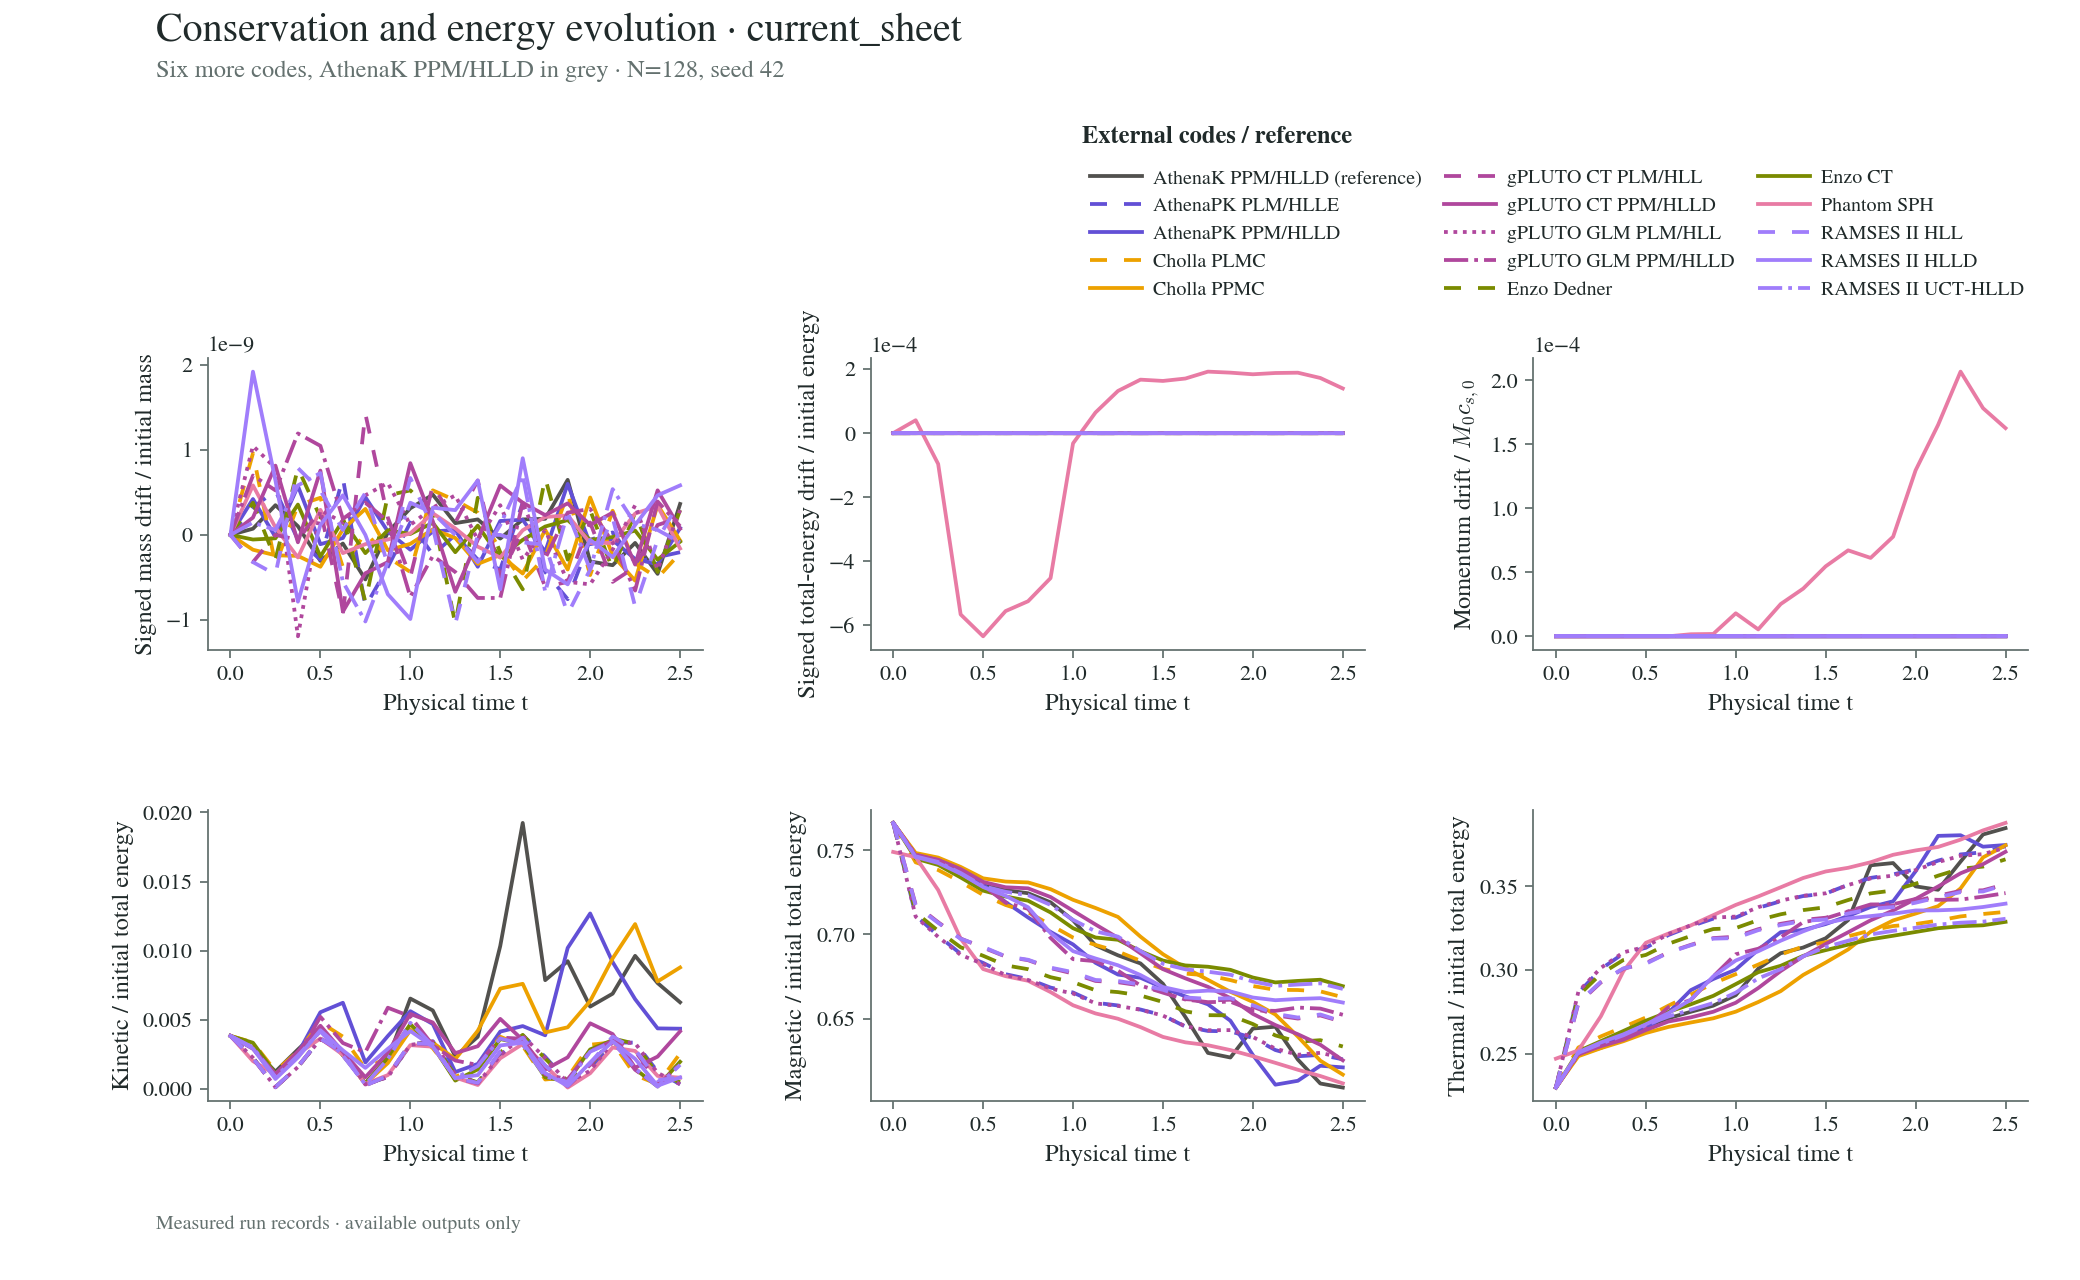 Conservation and energy evolution · current_sheet
Six more codes, AthenaK PPM/HLLD in grey · N=128, seed 42
External codes / reference
AthenaK PPM/HLLD (reference)
AthenaPK PLM/HLLE
AthenaPK PPM/HLLD
Cholla PLMC
Cholla PPMC
gPLUTO CT PLM/HLL
gPLUTO CT PPM/HLLD
gPLUTO GLM PLM/HLL
gPLUTO GLM PPM/HLLD
Enzo Dedner
Enzo CT
Phantom SPH
RAMSES II HLL
RAMSES II HLLD
RAMSES II UCT-HLLD
Signed mass drift / initial mass
1e−9
2
1
0
−1
0.0 0.5 1.0 1.5 2.0 2.5
Physical time t
Signed total-energy drift / initial energy
1e−4
2
0
−2
−4
−6
0.0 0.5 1.0 1.5 2.0 2.5
Physical time t
Momentum drift / M₀cₛ,₀
1e−4
2.0
1.5
1.0
0.5
0.0
0.0 0.5 1.0 1.5 2.0 2.5
Physical time t
Kinetic / initial total energy
0.020
0.015
0.010
0.005
0.000
0.0 0.5 1.0 1.5 2.0 2.5
Physical time t
Magnetic / initial total energy
0.75
0.70
0.65
0.0 0.5 1.0 1.5 2.0 2.5
Physical time t
Thermal / initial total energy
0.35
0.30
0.25
0.0 0.5 1.0 1.5 2.0 2.5
Physical time t
Measured run records · available outputs only